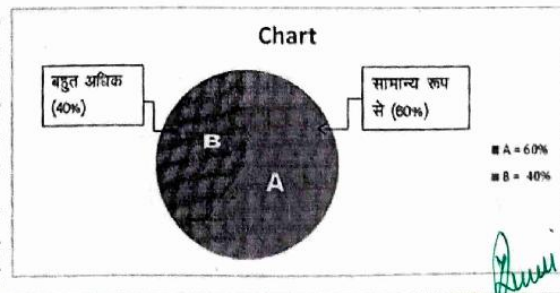 Chart
बहुत अधिक
(40%)
सामान्य रूप
से (60%)
B
A
A = 60%
B = 40%